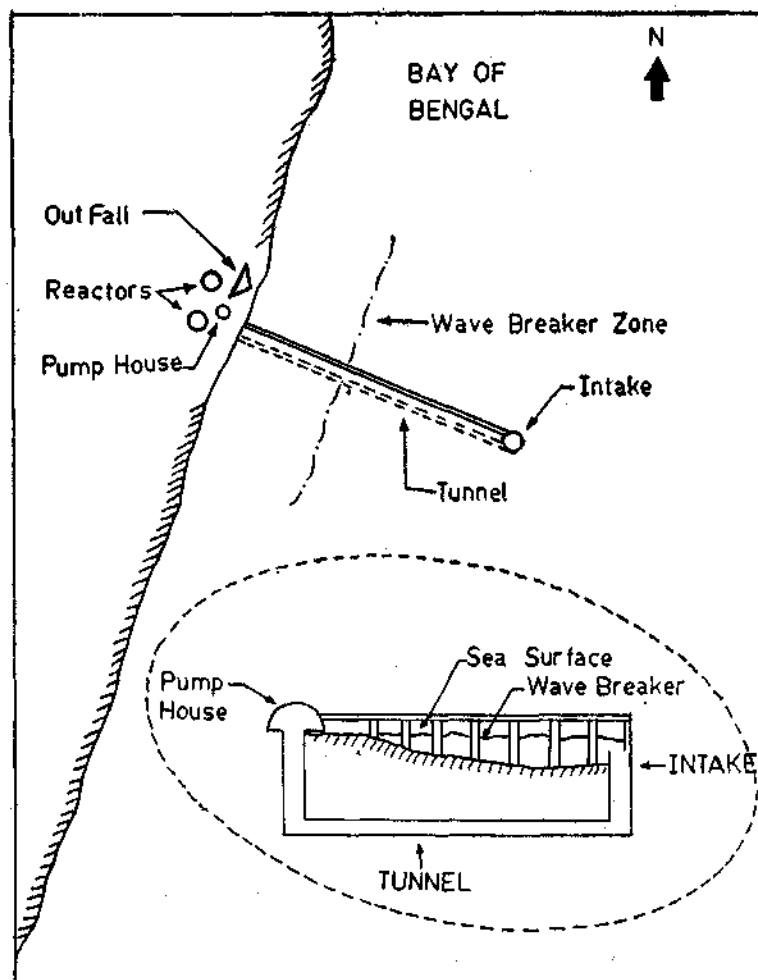 N
BAY OF
BENGAL
Out Fall
Reactors
Pump House
Wave Breaker Zone
Intake
Tunnel
Sea Surface
Wave Breaker
Pump
House
INTAKE
TUNNEL